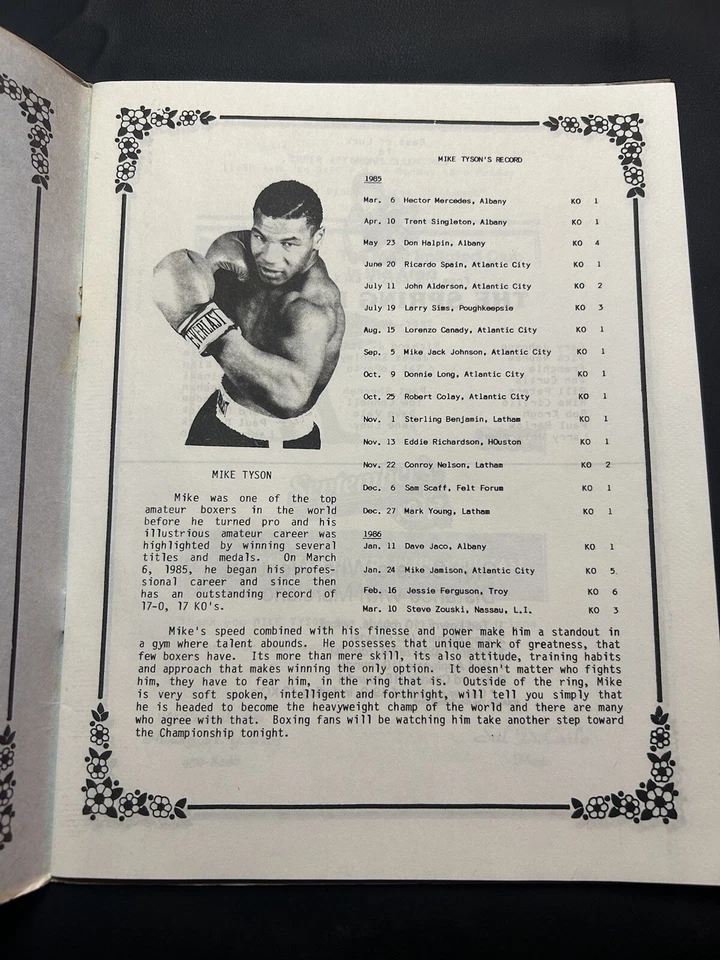 MIKE TYSON'S RECORD
1985
Mar. 6 Hector Mercedes, Albany KO 1
Apr. 10 Trent Singleton, Albany KO 1
May 23 Don Halpin, Albany KO 4
June 20 Ricardo Spain, Atlantic City KO 1
July 11 John Alderson, Atlantic City KO 2
July 19 Larry Sims, Poughkeepsie KO 3
Aug. 15 Lorenzo Canady, Atlantic City KO 1
Sep. 5 Mike Jack Johnson, Atlantic City KO 1
Oct. 9 Donnie Long, Atlantic City KO 1
Oct. 25 Robert Colay, Atlantic City KO 1
Nov. 1 Sterling Benjamin, Latham KO 1
Nov. 13 Eddie Richardson, HOuston KO 1
Nov. 22 Conroy Nelson, Latham KO 2
Dec. 6 Sam Scaff, Felt Forum KO 1
Dec. 27 Mark Young, Latham KO 1
1986
Jan. 11 Dave Jaco, Albany KO 1
Jan. 24 Mike Jamison, Atlantic City KO 5
Feb. 16 Jessie Ferguson, Troy KO 6
Mar. 10 Steve Zouski, Nassau, L.I. KO 3
EVERLAST
MIKE TYSON
Mike was one of the top
amateur boxers in the world
before he turned pro and his
illustrious amateur career was
highlighted by winning several
titles and medals. On March
6, 1985, he began his profes-
sional career and since then
has an outstanding record of
17-0, 17 KO's.
Mike's speed combined with his finesse and power make him a standout in
a gym where talent abounds. He possesses that unique mark of greatness, that
few boxers have. Its more than mere skill, its also attitude, training habits
and approach that makes winning the only option. It doesn't matter who fights
him, they have to fear him, in the ring that is. Outside of the ring, Mike
is very soft spoken, intelligent and forthright, will tell you simply that
he is headed to become the heavyweight champ of the world and there are many
who agree with that. Boxing fans will be watching him take another step toward
the Championship tonight.